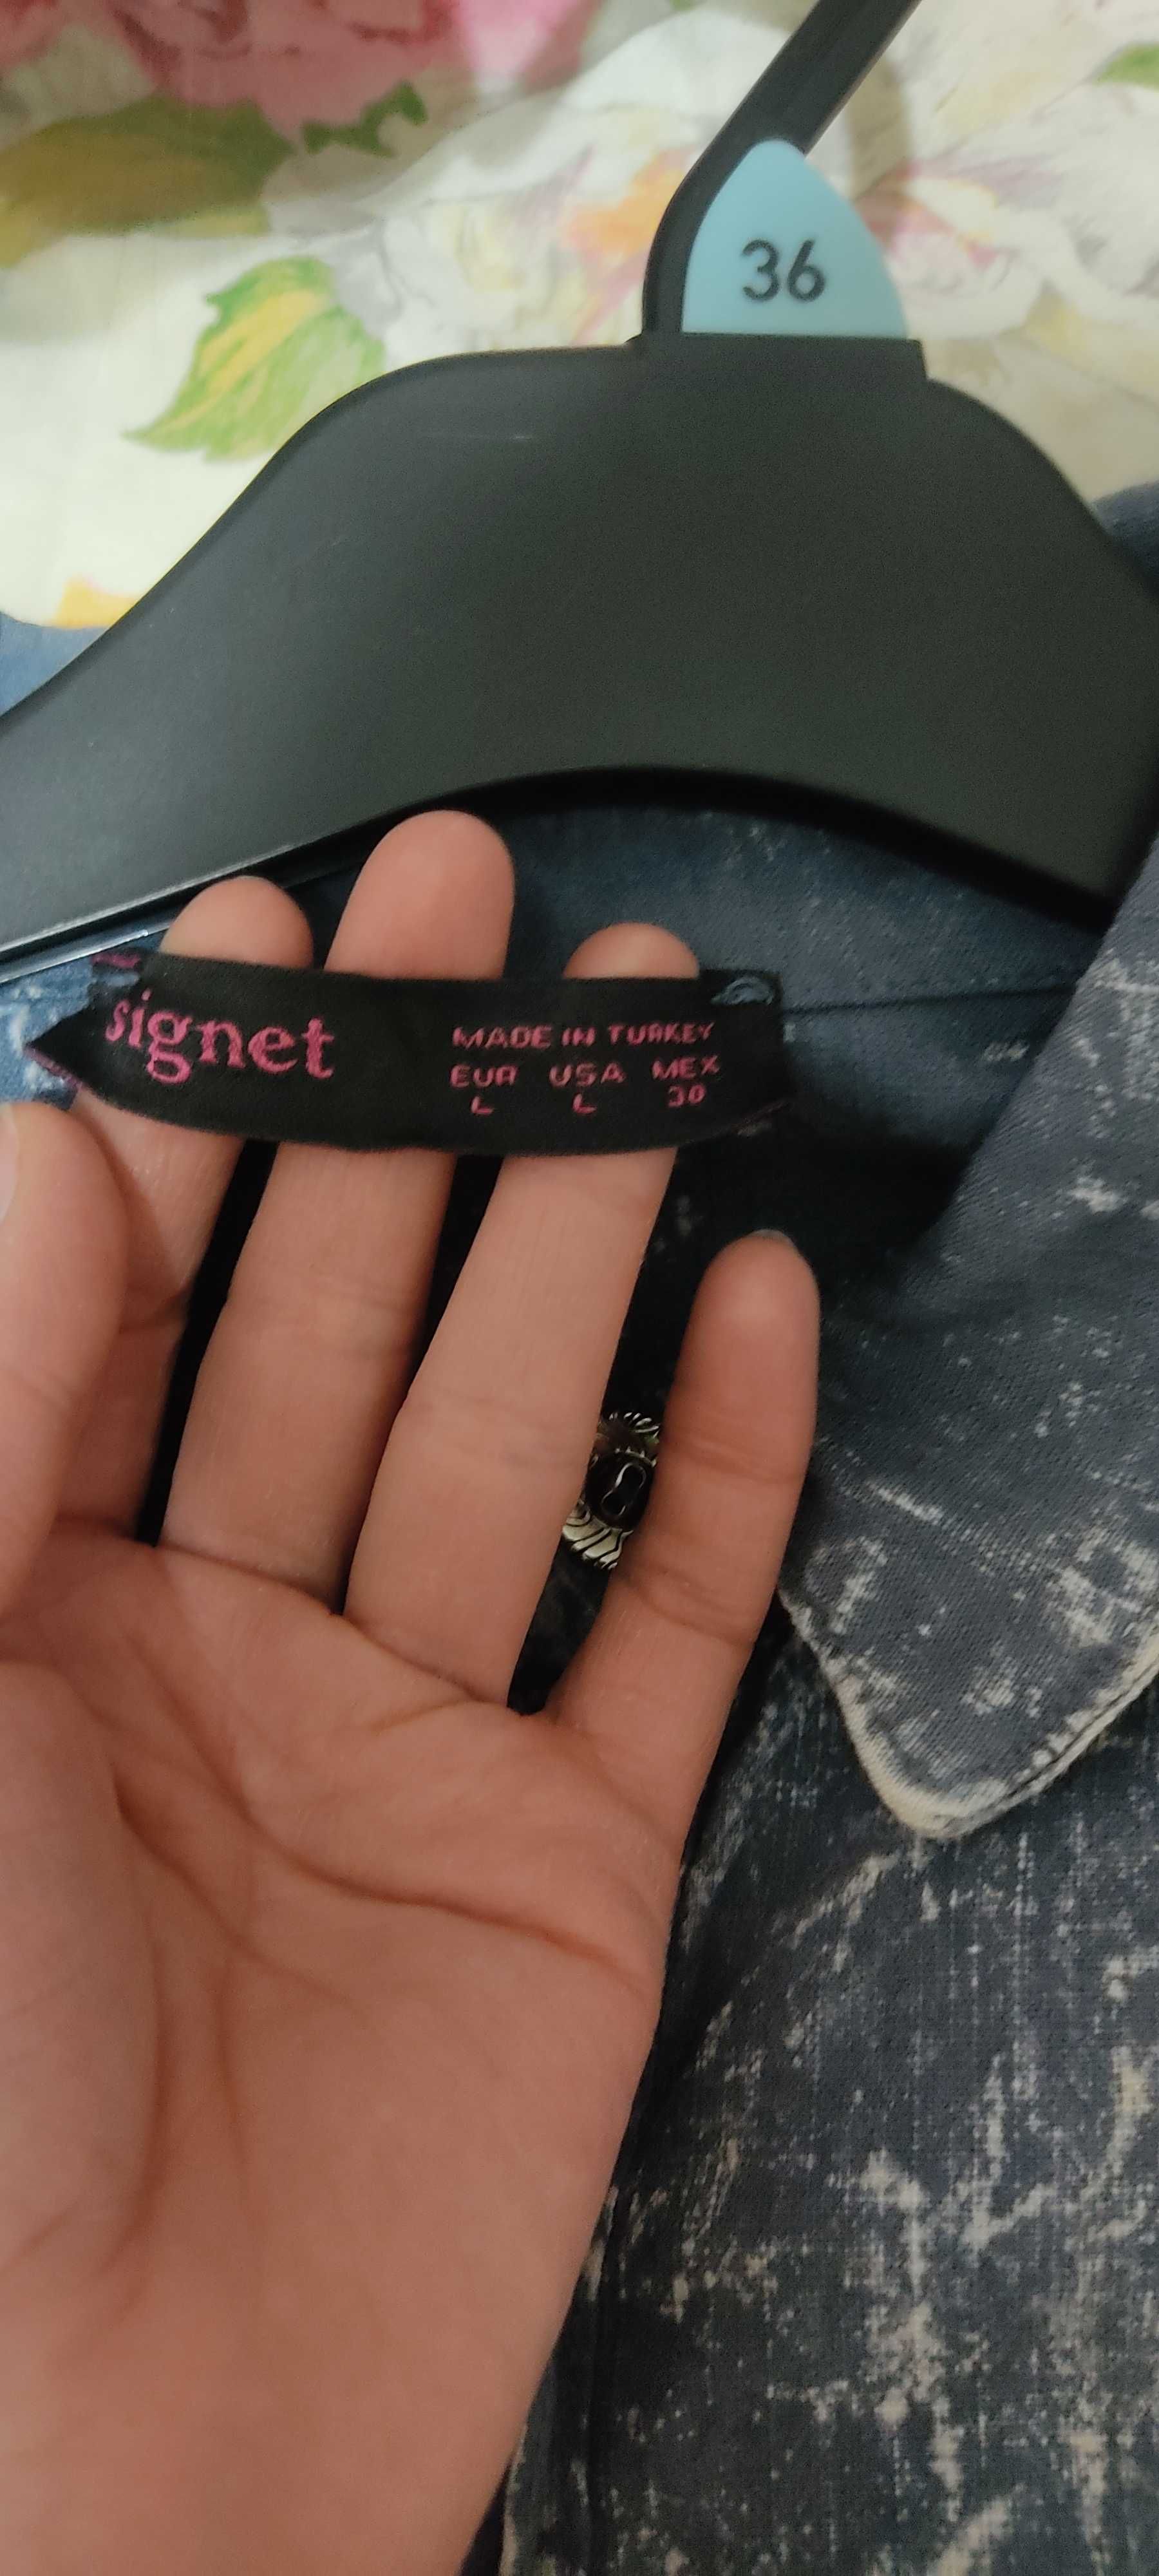 36
signet
MADE IN TURKEY
EUR USA MEX
L L 30